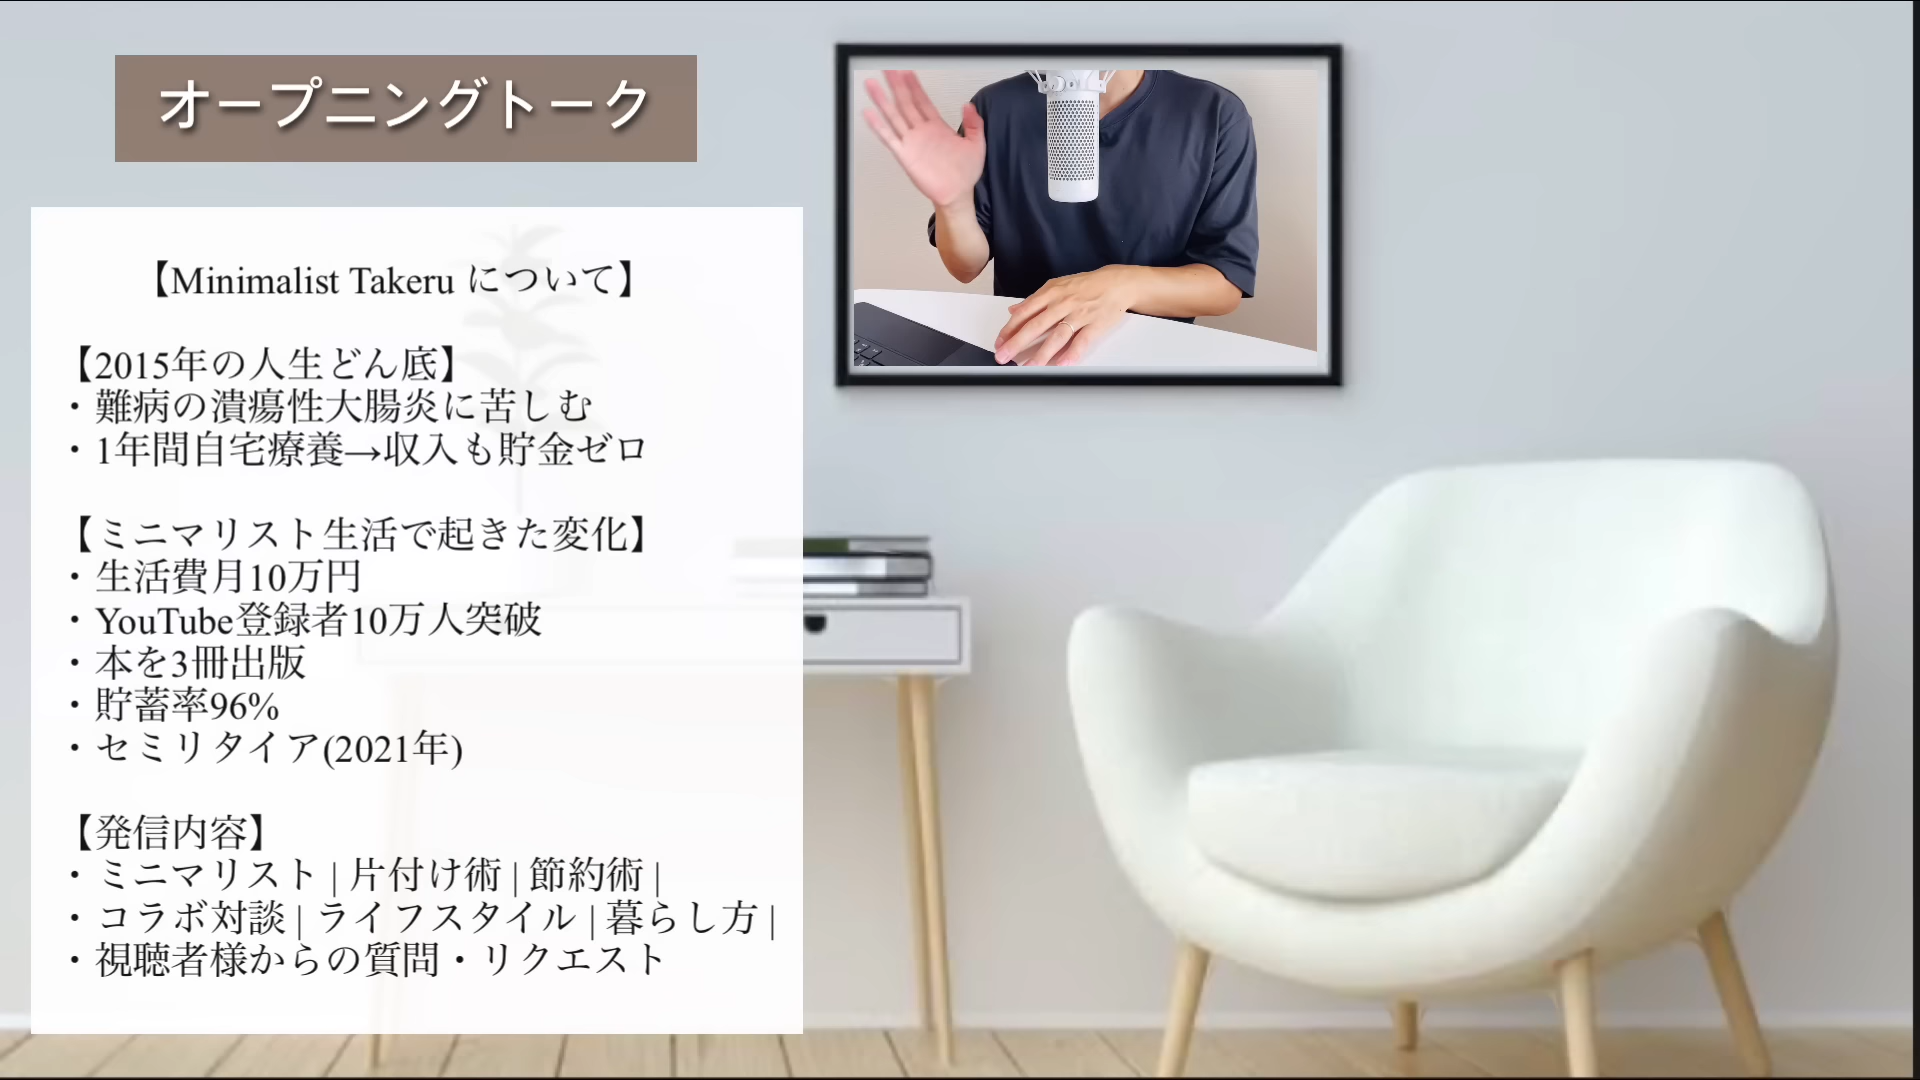 オープニングトーク
【Minimalist Takeru について】
【2015年の人生どん底】
・難病の潰瘍性大腸炎に苦しむ
・1年間自宅療養→収入も貯金ゼロ
【ミニマリスト生活で起きた変化】
・生活費月10万円
・YouTube登録者10万人突破
・本を3冊出版
・貯蓄率96%
・セミリタイア(2021年)
【発信内容】
・ミニマリスト | 片付け術 | 節約術 |
・コラボ対談 | ライフスタイル | 暮らし方 |
・視聴者様からの質問・リクエスト